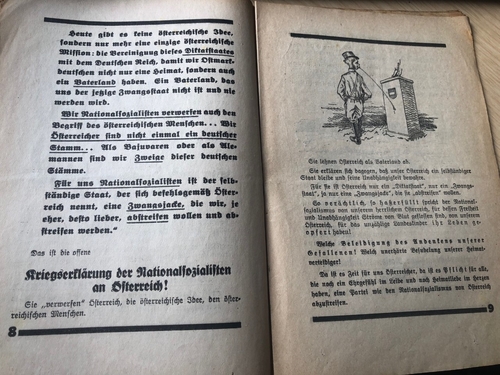 Heute gibt es keine österreichische Idee,
sondern nur mehr eine einzige österreichische
Mission: die Vereinigung dieses Diktatstaates
mit dem Deutschen Reich, damit wir Ostmark-
deutschen nicht nur eine Heimat, sondern auch
ein Vaterland haben. Ein Vaterland, das
uns der jetzige Zwangsstaat nicht ist und nie
werden wird.
Wir Nationalsozialisten verwerfen auch den
Begriff des österreichischen Menschen... Wir
Österreicher sind nicht einmal ein deutscher
Stamm... Als Bajuwaren oder als Ale-
mannen sind wir Zweige dieser deutschen
Stämme.
Für uns Nationalsozialisten ist der selb-
ständige Staat, der sich befehlsgemäß Öster-
reich nennt, eine Zwangsjacke, die wir, je
eher, desto lieber, abstreifen wollen und ab-
streifen werden."
Das ist die offene
Kriegserklärung der Nationalsozialisten
an Österreich!
Sie „verwerfen" Österreich, die österreichische Idee, den öster-
reichischen Menschen.
8
Sie lehnen Österreich als Vaterland ab.
Sie erklären sich dagegen, daß unser Österreich ein selbständiger
Staat bleibe und seine Unabhängigkeit bewahre.
Für sie ist Österreich nur ein „Diktatstaat", nur ein „Zwangs-
staat", ja nur eine „Zwangsjacke", die sie „abstreifen" wollen.
So verächtlich, so haßerfüllt spricht der National-
sozialismus von unserem herrlichen Österreich, für dessen Freiheit
und Unabhängigkeit Ströme von Blut geflossen sind, von unserem
Österreich, für das unzählige Landeskinder ihr Leben ge-
opfert haben!
Welche Beleidigung des Andenkens unserer
Gefallenen! Welch unerhörte Besudelung unserer Heimat-
verteidiger!
Da ist es Zeit für jeden Österreicher, da ist es Pflicht für alle,
die noch ein Ehrgefühl im Leibe und noch Heimatliebe im Herzen
haben, eine Partei wie den Nationalsozialismus von Österreich
abzustreifen.
9